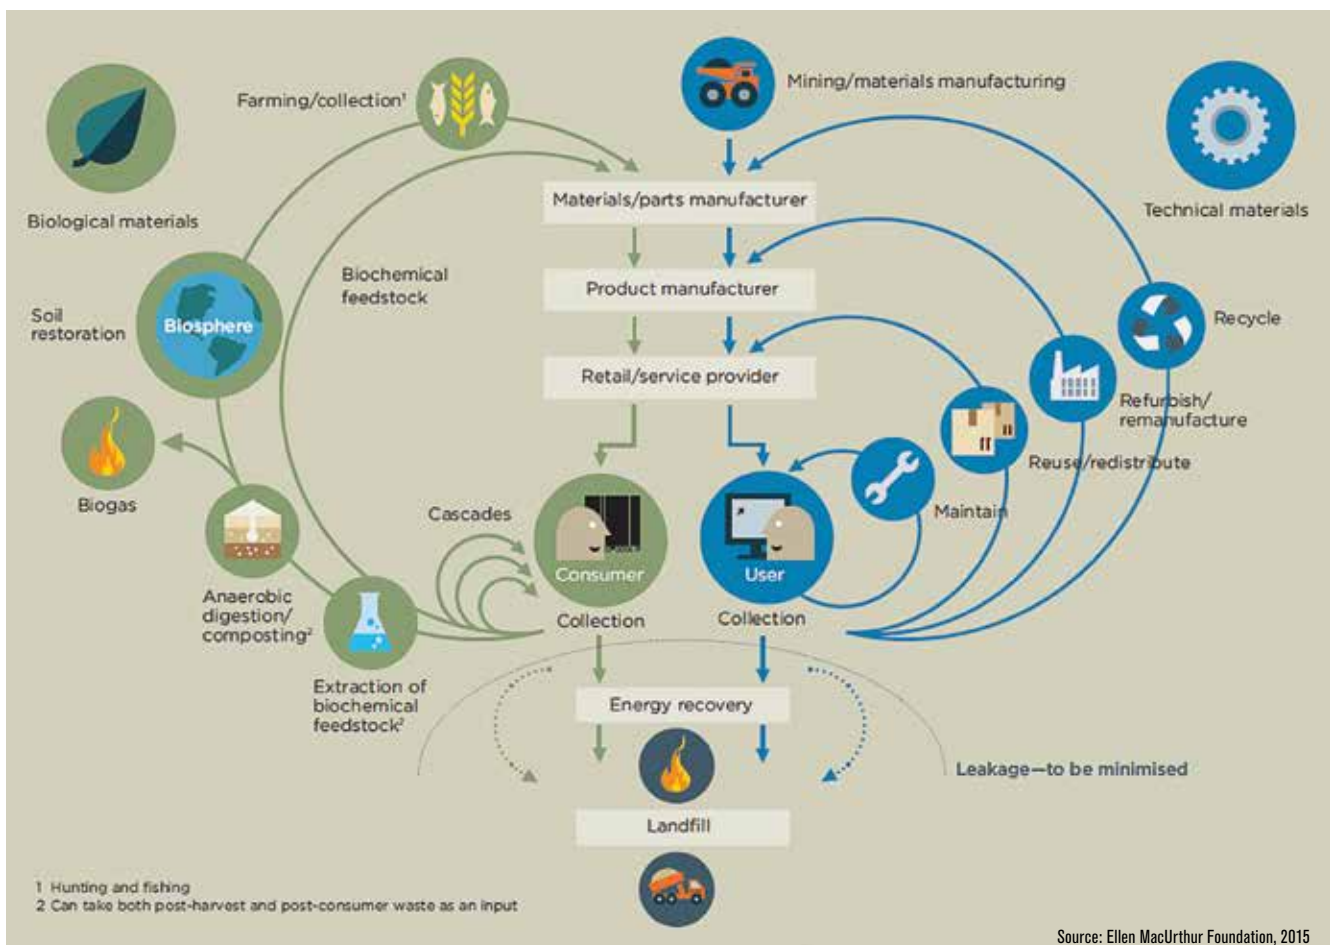 Farming/collection¹
Mining/materials manufacturing
Biological materials
Technical materials
Materials/parts manufacturer
Biochemical
feedstock
Product manufacturer
Soil
restoration
Biosphere
Recycle
Retail/service provider
Refurbish/
remanufacture
Reuse/redistribute
Biogas
Cascades
Maintain
Consumer
User
Anaerobic
digestion/
composting²
Collection
Collection
Extraction of
biochemical
feedstock²
Energy recovery
Leakage—to be minimised
Landfill
1 Hunting and fishing
2 Can take both post-harvest and post-consumer waste as an input
Source: Ellen MacUrthur Foundation, 2015